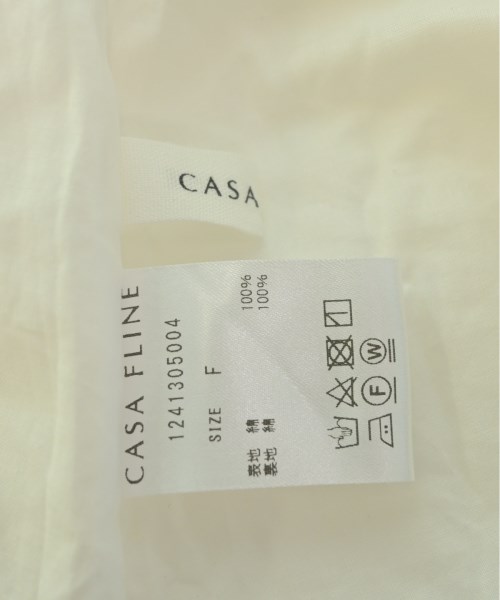 CASA
CASA FLINE
1241305004
SIZE F
表地 綿 100%
裏地 綿 100%
F W